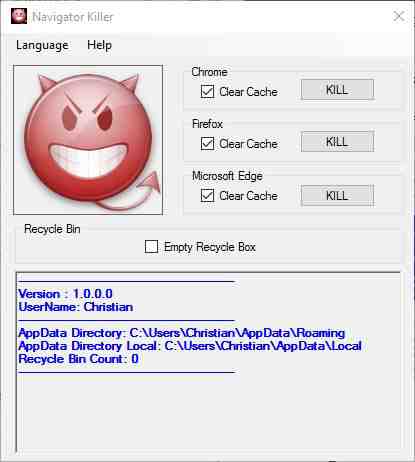 Navigator Killer
Language Help
Chrome
Clear Cache KILL
Firefox
Clear Cache KILL
Microsoft Edge
Clear Cache KILL
Recycle Bin
Empty Recycle Box
Version : 1.0.0.0
UserName: Christian
AppData Directory: C:\Users\Christian\AppData\Roaming
AppData Directory Local: C:\Users\Christian\AppData\Local
Recycle Bin Count: 0